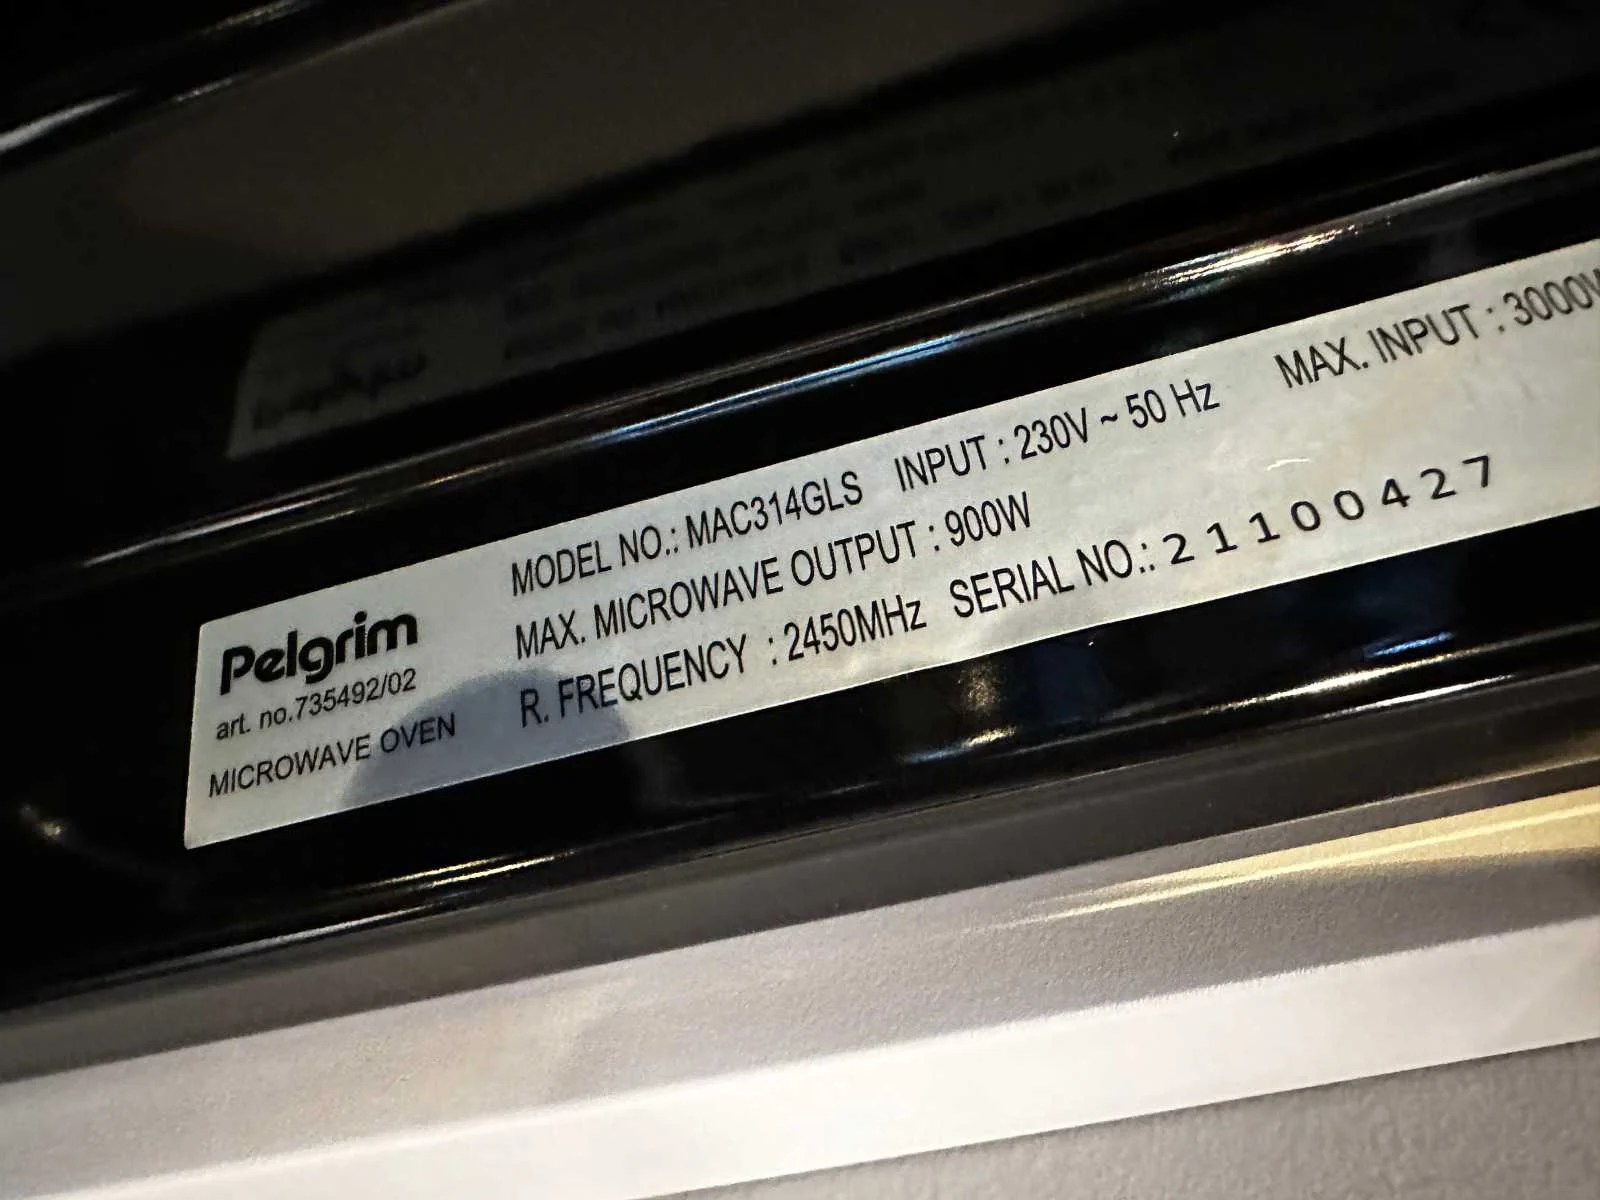 Pelgrim
art. no.735492/02
MICROWAVE OVEN
MODEL NO.: MAC314GLS INPUT : 230V ~ 50 Hz MAX. INPUT : 3000W
MAX. MICROWAVE OUTPUT : 900W
R. FREQUENCY : 2450MHz SERIAL NO.: 21100427